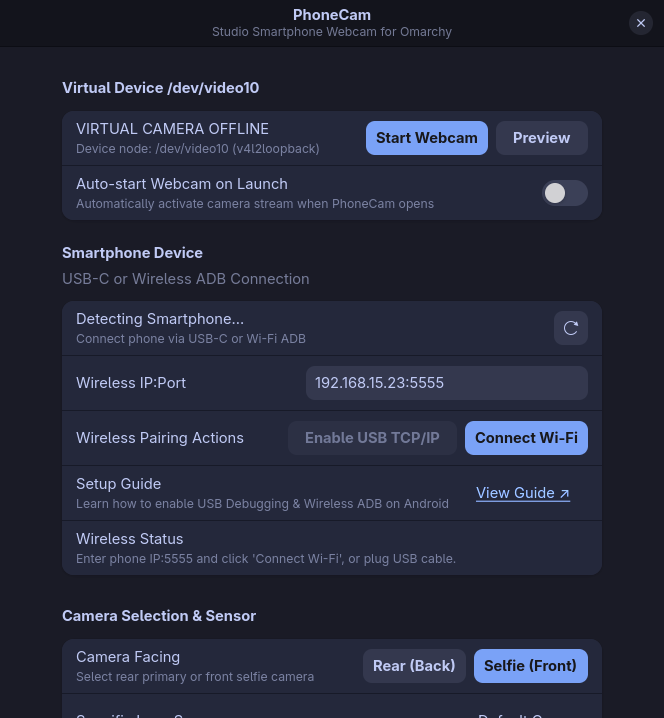 PhoneCam
Studio Smartphone Webcam for Omarchy
Virtual Device /dev/video10
VIRTUAL CAMERA OFFLINE
Device node: /dev/video10 (v4l2loopback)
Start Webcam
Preview
Auto-start Webcam on Launch
Automatically activate camera stream when PhoneCam opens
Smartphone Device
USB-C or Wireless ADB Connection
Detecting Smartphone...
Connect phone via USB-C or Wi-Fi ADB
Wireless IP:Port
192.168.15.23:5555
Wireless Pairing Actions
Enable USB TCP/IP
Connect Wi-Fi
Setup Guide
Learn how to enable USB Debugging & Wireless ADB on Android
View Guide ↗
Wireless Status
Enter phone IP:5555 and click 'Connect Wi-Fi', or plug USB cable.
Camera Selection & Sensor
Camera Facing
Select rear primary or front selfie camera
Rear (Back)
Selfie (Front)